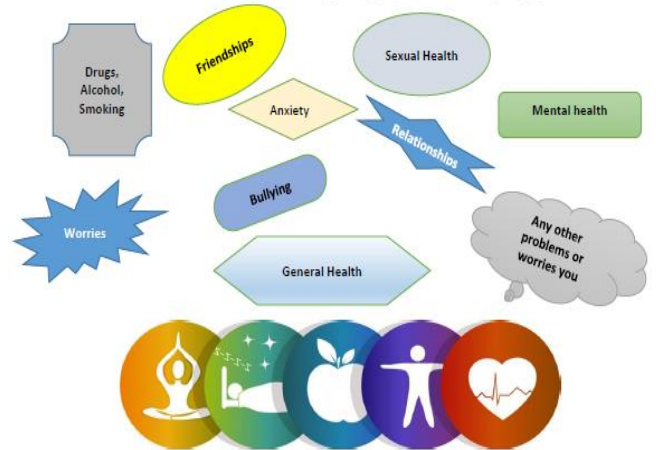 Drugs,
Alcohol,
Smoking
Friendships
Sexual Health
Anxiety
Mental health
Relationships
Bullying
Worries
Any other
problems or
worries you
General Health